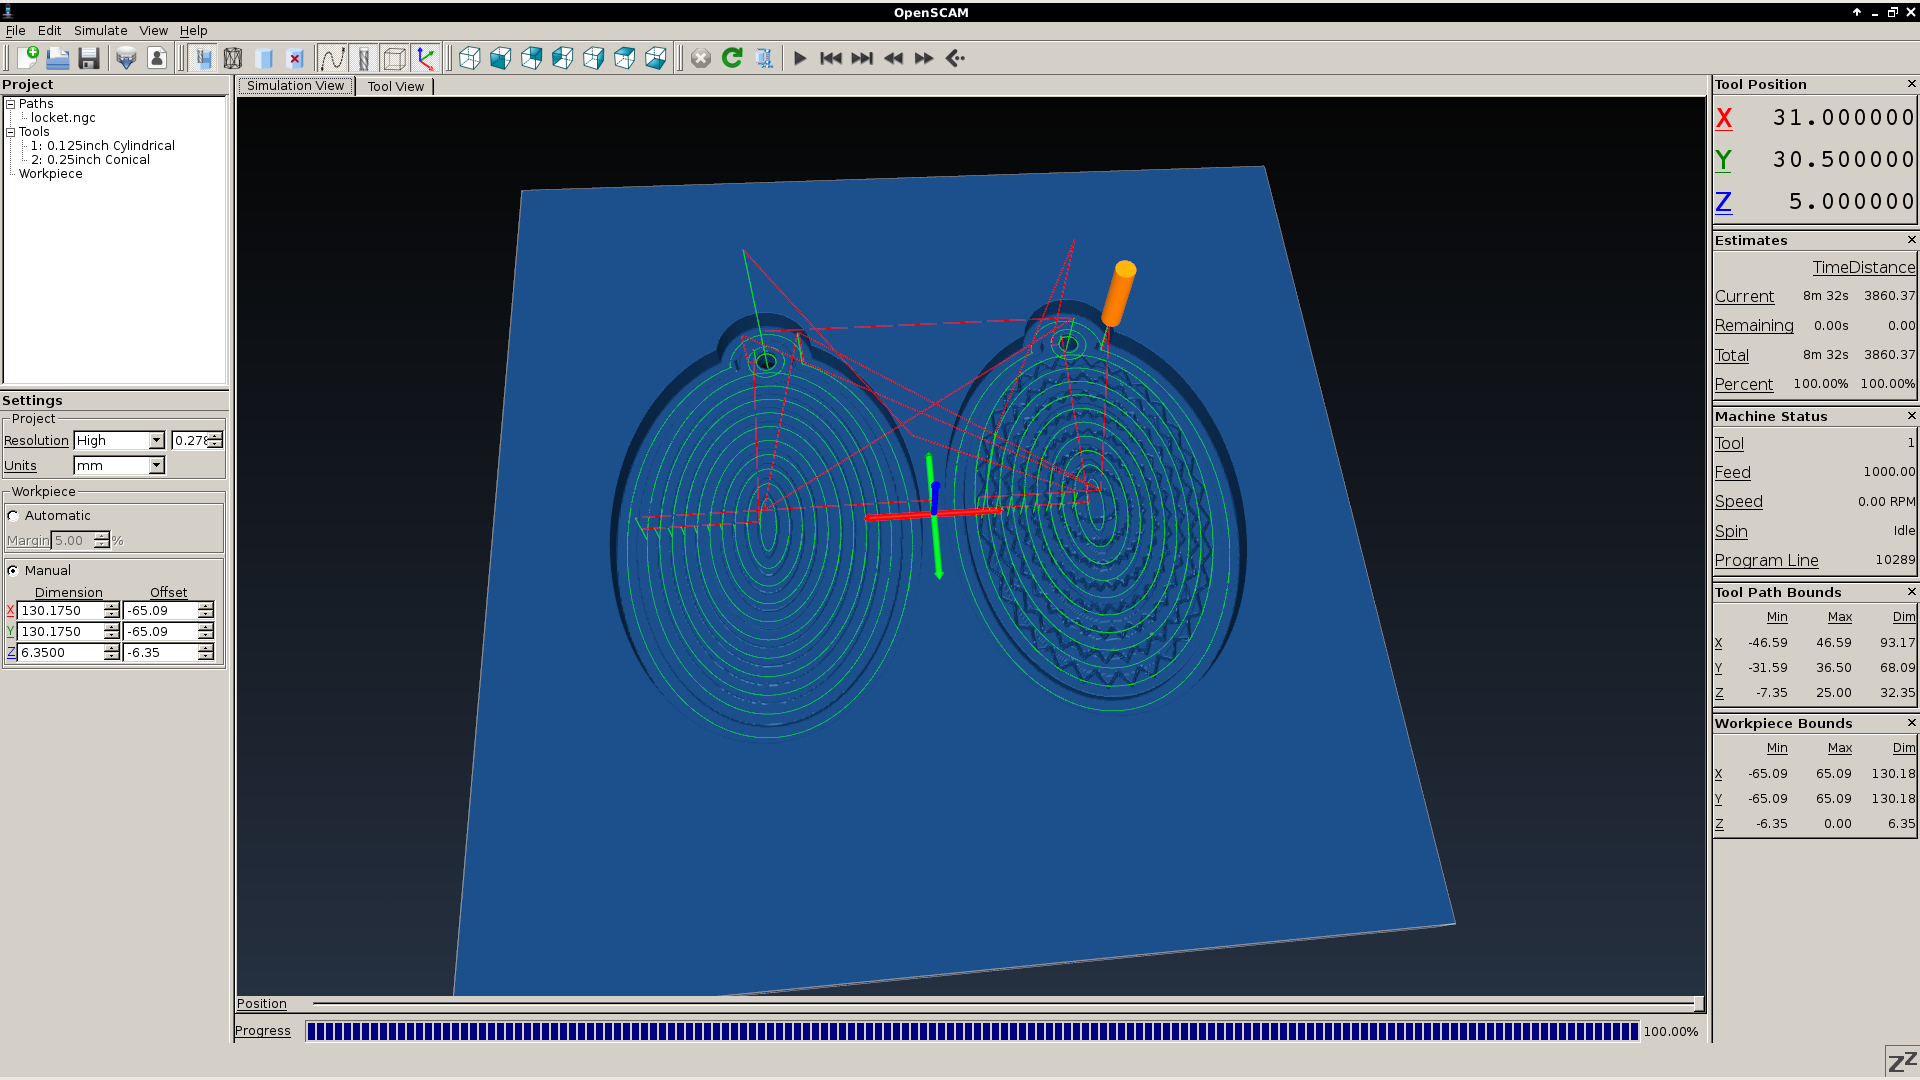 OpenSCAM
File Edit Simulate View Help
Project
Paths
locket.ngc
Tools
1: 0.125inch Cylindrical
2: 0.25inch Conical
Workpiece
Settings
Project
Resolution High 0.278
Units mm
Workpiece
Automatic
Margin 5.00 %
Manual
Dimension Offset
X 130.1750 -65.09
Y 130.1750 -65.09
Z 6.3500 -6.35
Simulation View Tool View
Position
Progress 100.00%
Tool Position
X 31.000000
Y 30.500000
Z 5.000000
Estimates
Time Distance
Current 8m 32s 3860.37
Remaining 0.00s 0.00
Total 8m 32s 3860.37
Percent 100.00% 100.00%
Machine Status
Tool 1
Feed 1000.00
Speed 0.00 RPM
Spin Idle
Program Line 10289
Tool Path Bounds
Min Max Dim
X -46.59 46.59 93.17
Y -31.59 36.50 68.09
Z -7.35 25.00 32.35
Workpiece Bounds
Min Max Dim
X -65.09 65.09 130.18
Y -65.09 65.09 130.18
Z -6.35 0.00 6.35
zz